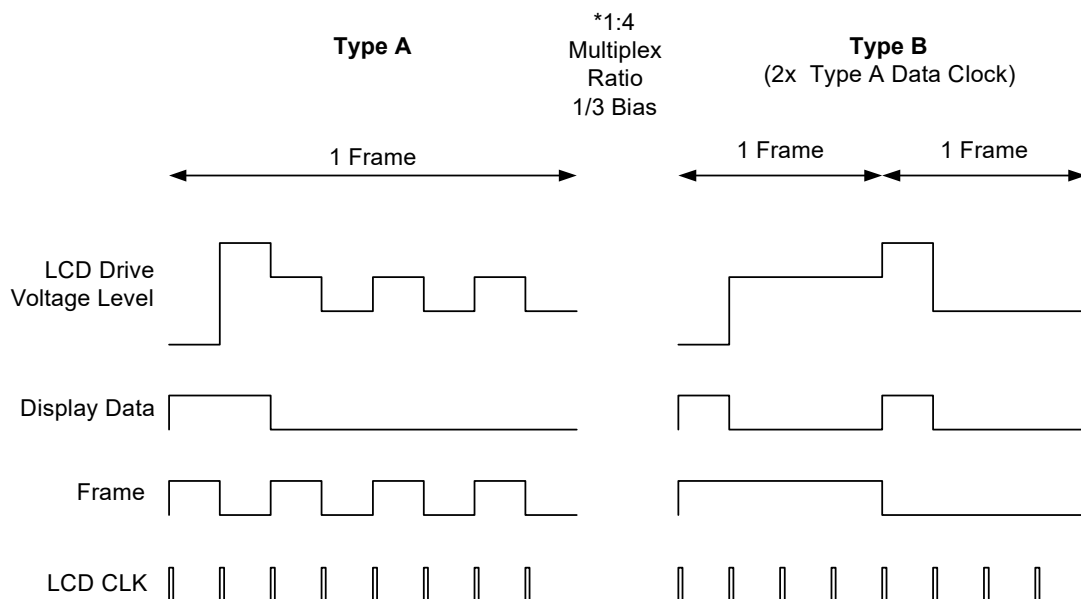 Type A
*1:4
Multiplex
Ratio
1/3 Bias
Type B
(2x Type A Data Clock)
1 Frame
1 Frame
1 Frame
LCD Drive
Voltage Level
Display Data
Frame
LCD CLK